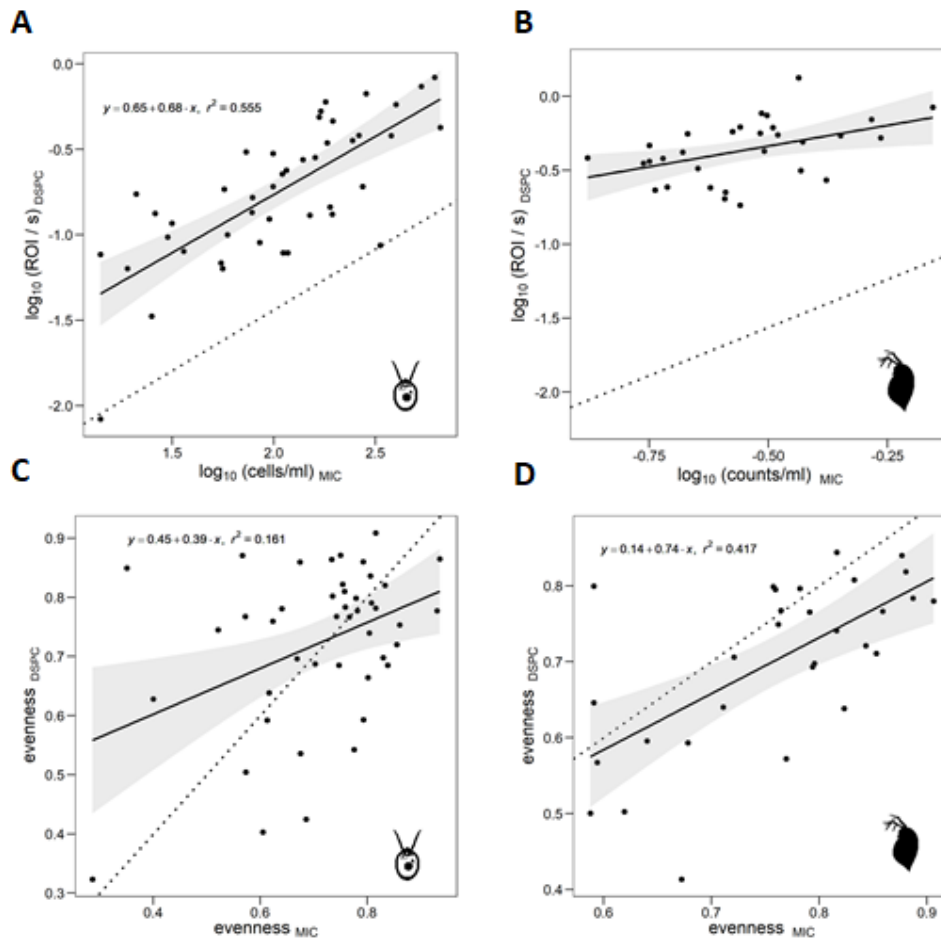 A
B
y = 0.65 + 0.68 · x, r² = 0.555
0.0
-0.5
-1.0
-1.5
-2.0
log₁₀ (ROI / s) DSPC
1.5 2.0 2.5
log₁₀ (cells/ml) MIC
0.0
-0.5
-1.0
-1.5
-2.0
log₁₀ (ROI / s) DSPC
-0.75 -0.50 -0.25
log₁₀ (counts/ml) MIC
C
D
y = 0.45 + 0.39 · x, r² = 0.161
0.9
0.8
0.7
0.6
0.5
0.4
0.3
evenness DSPC
0.4 0.6 0.8
evenness MIC
y = 0.14 + 0.74 · x, r² = 0.417
0.8
0.7
0.6
0.5
0.4
evenness DSPC
0.6 0.7 0.8 0.9
evenness MIC